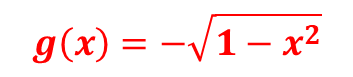 g(x) = −√(1 − x²)